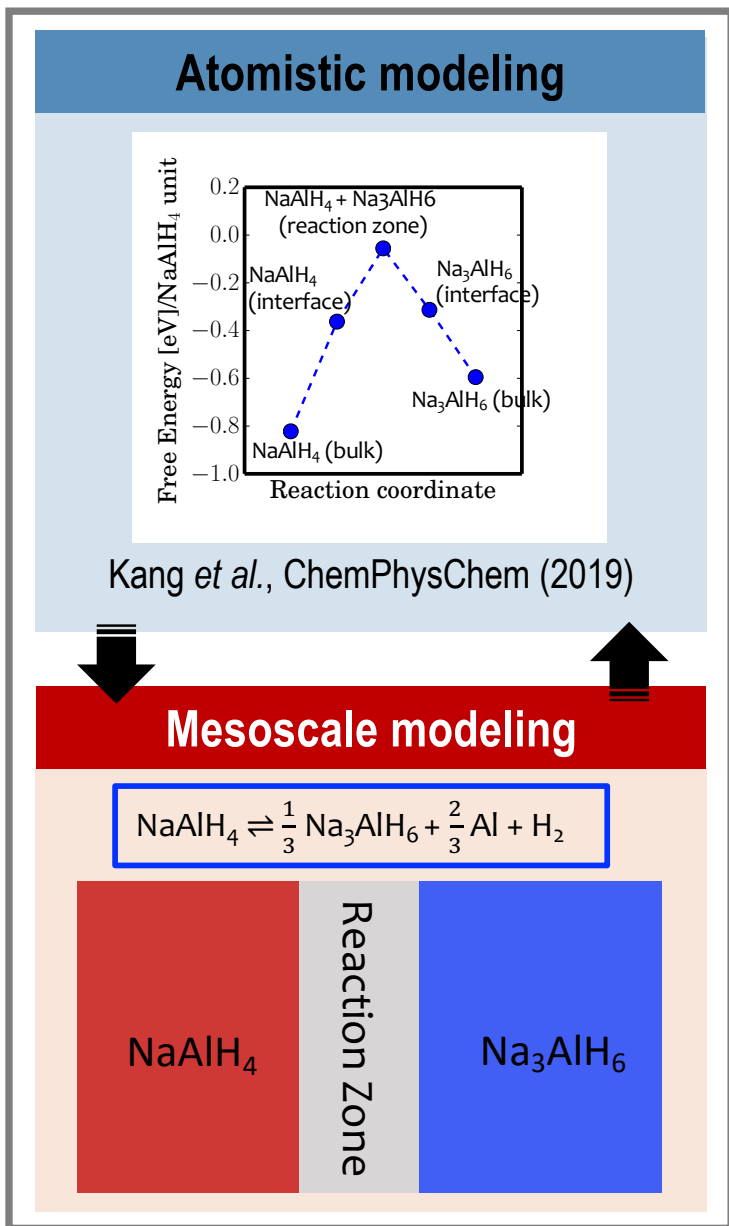 Atomistic modeling
Free Energy [eV]/NaAlH₄ unit
0.2
0.0
−0.2
−0.4
−0.6
−0.8
−1.0
NaAlH₄ + Na3AlH6
(reaction zone)
NaAlH₄
(interface)
Na₃AlH₆
(interface)
Na₃AlH₆ (bulk)
NaAlH₄ (bulk)
Reaction coordinate
Kang et al., ChemPhysChem (2019)
Mesoscale modeling
NaAlH₄ ⇌ 1/3 Na₃AlH₆ + 2/3 Al + H₂
NaAlH₄
Reaction Zone
Na₃AlH₆